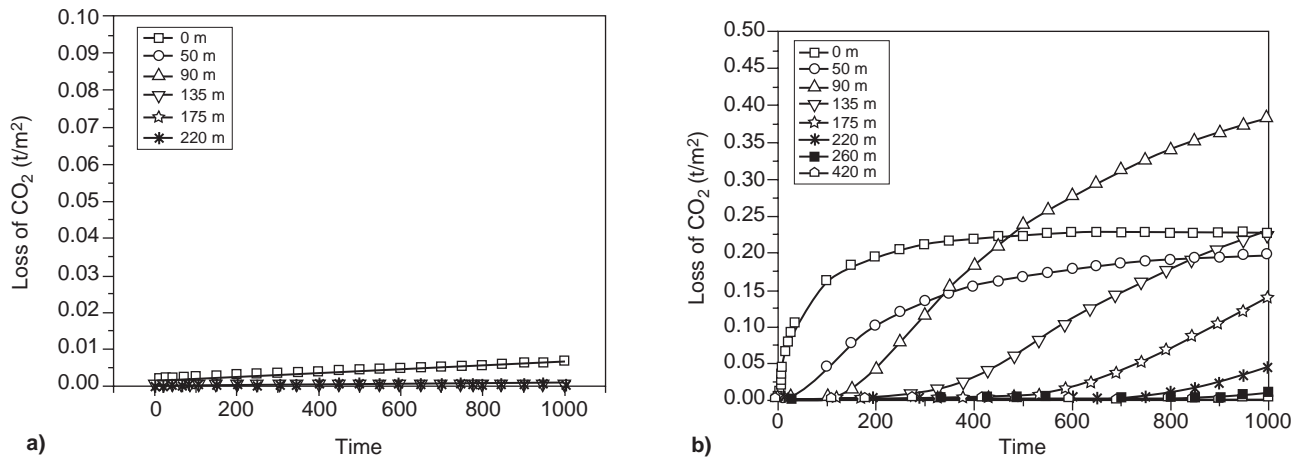 0.10
0.09
0.08
0.07
0.06
0.05
0.04
0.03
0.02
0.01
0.00
Loss of CO2 (t/m2)
0 m
50 m
90 m
135 m
175 m
220 m
0 200 400 600 800 1000
Time
a)
0.50
0.45
0.40
0.35
0.30
0.25
0.20
0.15
0.10
0.05
0.00
Loss of CO2 (t/m2)
0 m
50 m
90 m
135 m
175 m
220 m
260 m
420 m
0 200 400 600 800 1000
Time
b)